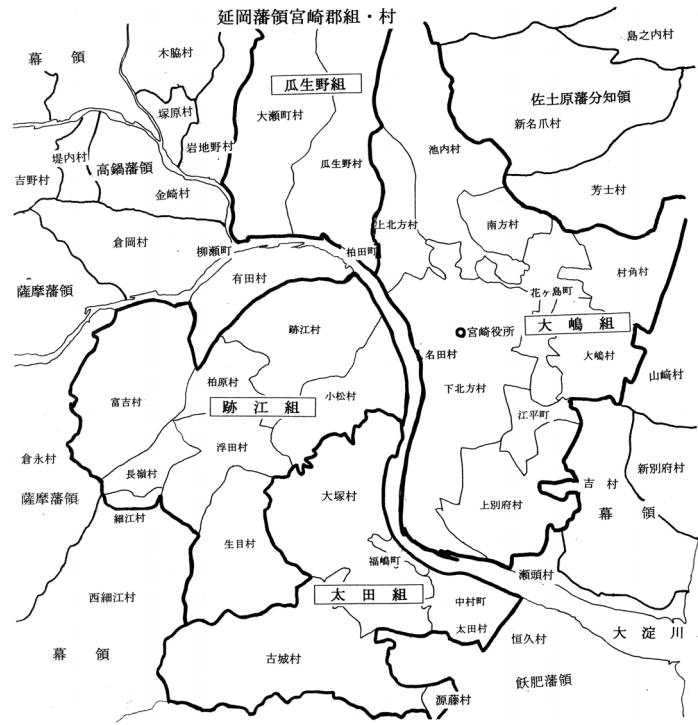 延岡藩領宮崎郡組・村
幕　領
木脇村
島之内村
瓜生野組
佐土原藩分知領
新名爪村
大瀬町村
塚原村
池内村
岩地野村
瓜生野村
堤内村
高鍋藩領
吉野村
金崎村
芳士村
上北方村
南方村
倉岡村
柳瀬町
柏田町
有田村
村角村
薩摩藩領
花ヶ島町
跡江村
宮崎役所
大嶋組
名田村
大嶋村
柏原村
下北方村
山崎村
富吉村
小松村
跡江組
江平町
浮田村
倉永村
長嶺村
新別府村
薩摩藩領
大塚村
上別府村
吉　村
細江村
幕　領
生目村
福嶋町
瀬頭村
西細江村
太田組
中村町
太田村
恒久村
大淀川
幕　領
古城村
飫肥藩領
源藤村